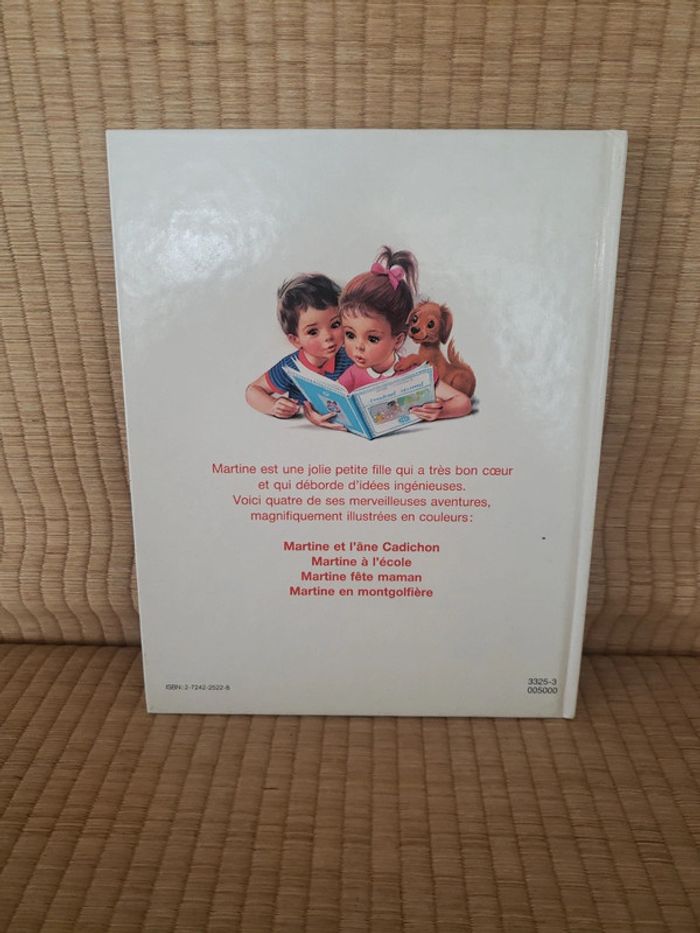 Martine est une jolie petite fille qui a très bon cœur
et qui déborde d'idées ingénieuses.
Voici quatre de ses merveilleuses aventures,
magnifiquement illustrées en couleurs :
Martine et l'âne Cadichon
Martine à l'école
Martine fête maman
Martine en montgolfière
ISBN: 2-7242-2522-8
3325-3
005000